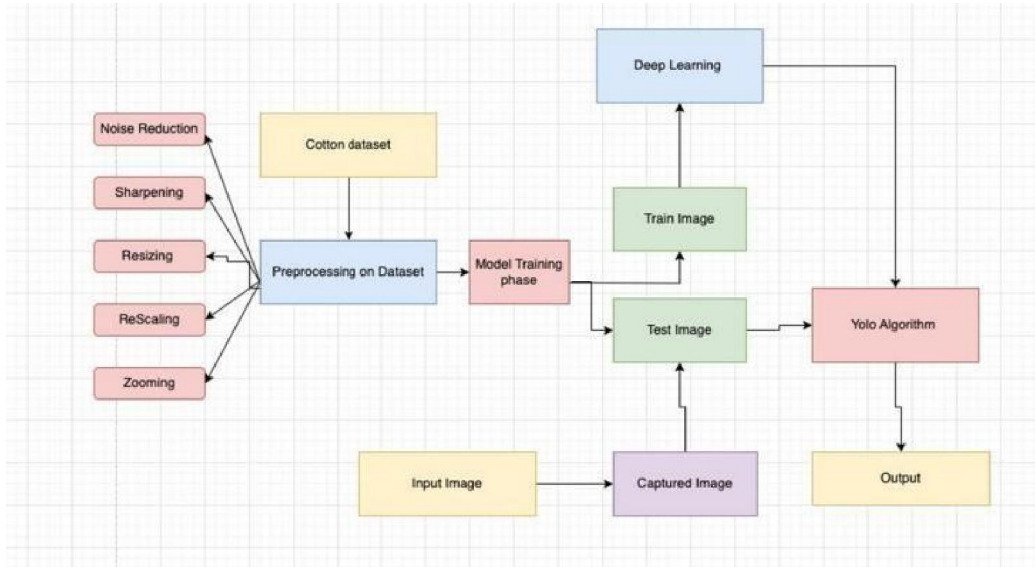 Deep Learning
Noise Reduction
Cotton dataset
Sharpening
Train Image
Resizing
Preprocessing on Dataset
Model Training
phase
ReScaling
Test Image
Yolo Algorithm
Zooming
Input Image
Captured Image
Output